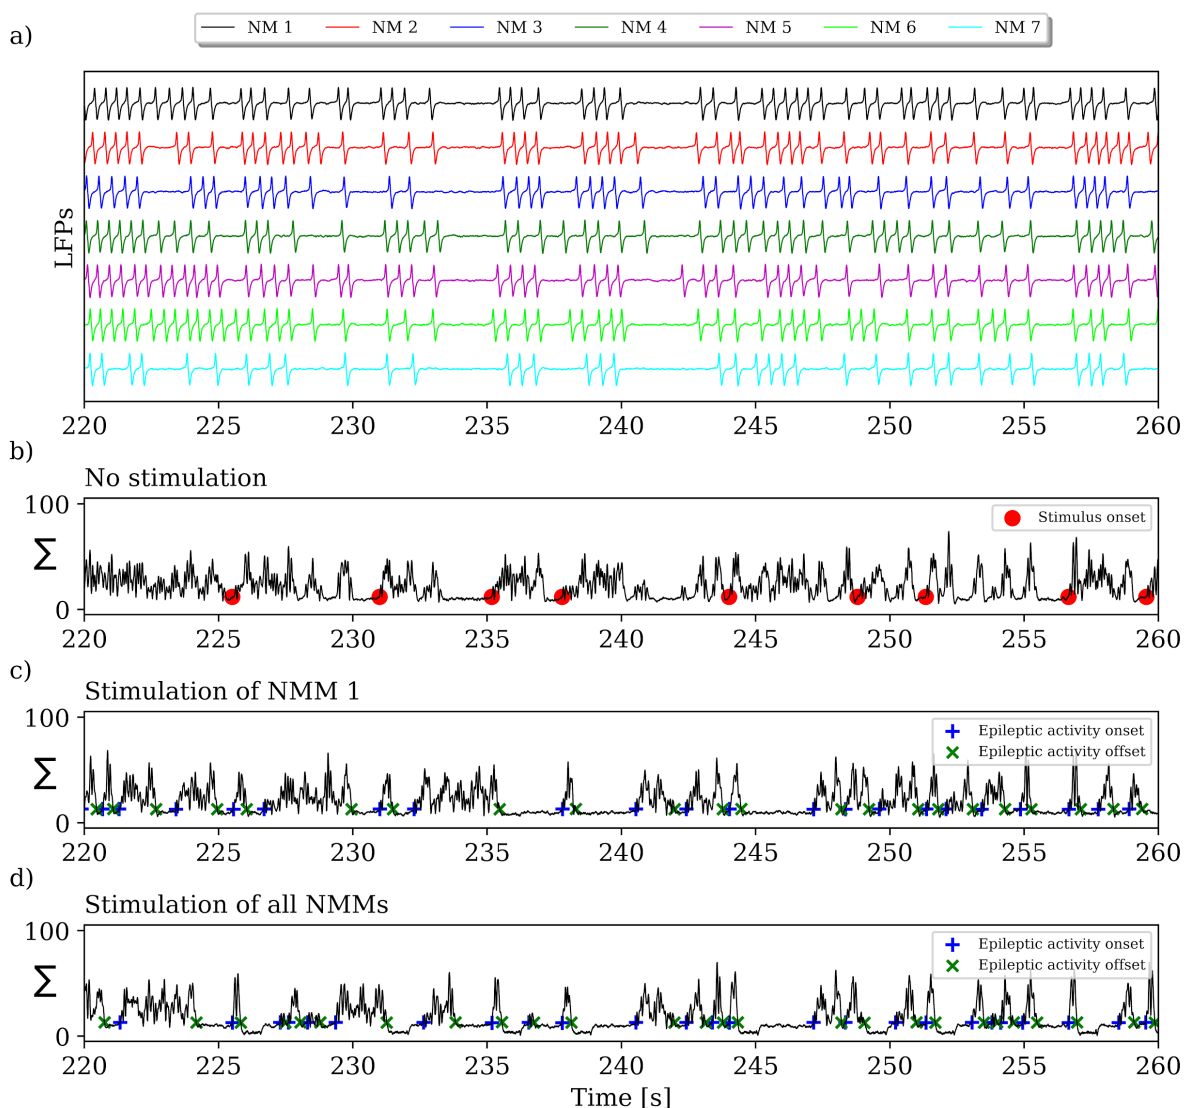 a)
NM 1 NM 2 NM 3 NM 4 NM 5 NM 6 NM 7
LFPs
220 225 230 235 240 245 250 255 260
b)
No stimulation
100
Stimulus onset
Σ
0
220 225 230 235 240 245 250 255 260
c)
Stimulation of NMM 1
100
Epileptic activity onset
Epileptic activity offset
Σ
0
220 225 230 235 240 245 250 255 260
d)
Stimulation of all NMMs
100
Epileptic activity onset
Epileptic activity offset
Σ
0
220 225 230 235 240 245 250 255 260
Time [s]